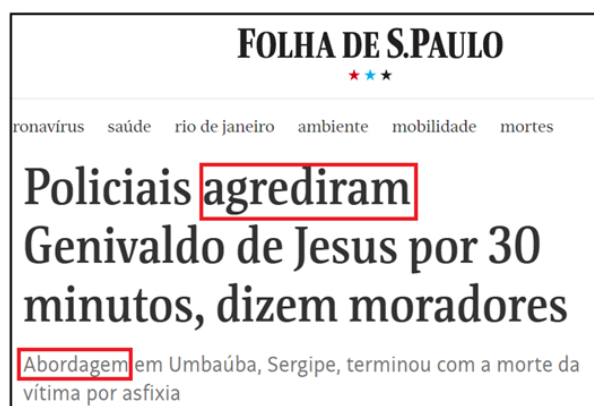 FOLHA DE S.PAULO
ronavírus saúde rio de janeiro ambiente mobilidade mortes
Policiais agrediram
Genivaldo de Jesus por 30
minutos, dizem moradores
Abordagem em Umbaúba, Sergipe, terminou com a morte da
vítima por asfixia